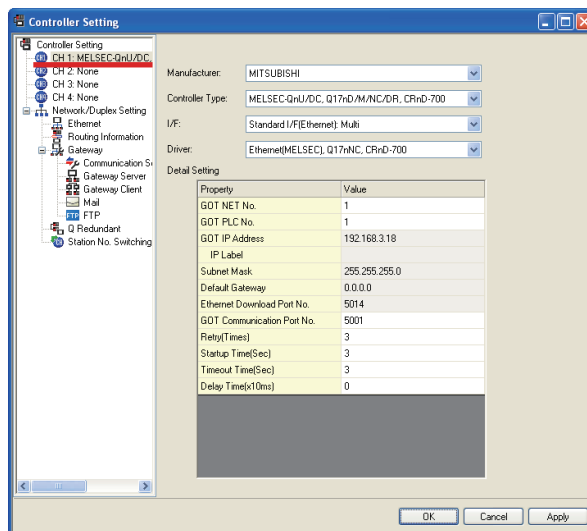 Controller Setting
Controller Setting
CH1 CH 1: MELSEC-QnU/DC,
CH 2: None
CH 3: None
CH 4: None
Network/Duplex Setting
Ethernet
Routing Information
Gateway
Communication S
Gateway Server
Gateway Client
Mail
FTP FTP
Q Redundant
Station No. Switching
Manufacturer: MITSUBISHI
Controller Type: MELSEC-QnU/DC, Q17nD/M/NC/DR, CRnD-700
I/F: Standard I/F(Ethernet): Multi
Driver: Ethernet(MELSEC), Q17nNC, CRnD-700
Detail Setting
Property Value
GOT NET No. 1
GOT PLC No. 1
GOT IP Address 192.168.3.18
IP Label
Subnet Mask 255.255.255.0
Default Gateway 0.0.0.0
Ethernet Download Port No. 5014
GOT Communication Port No. 5001
Retry(Times) 3
Startup Time(Sec) 3
Timeout Time(Sec) 3
Delay Time(x10ms) 0
OK Cancel Apply